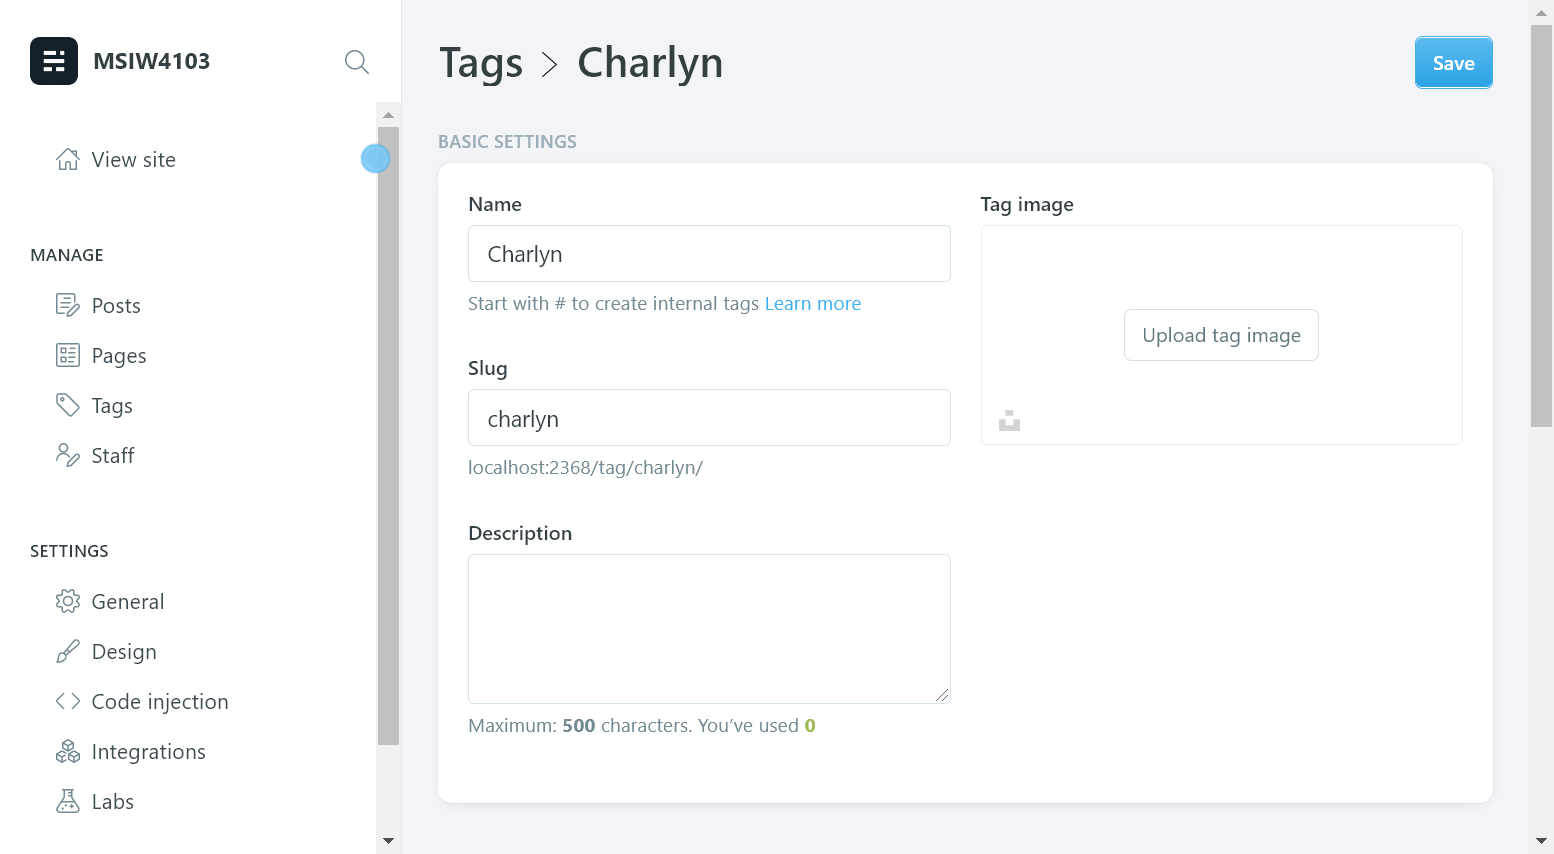 MSIW4103
View site
MANAGE
Posts
Pages
Tags
Staff
SETTINGS
General
Design
Code injection
Integrations
Labs
Tags > Charlyn
Save
BASIC SETTINGS
Name
Charlyn
Start with # to create internal tags Learn more
Slug
charlyn
localhost:2368/tag/charlyn/
Description
Maximum: 500 characters. You’ve used 0
Tag image
Upload tag image